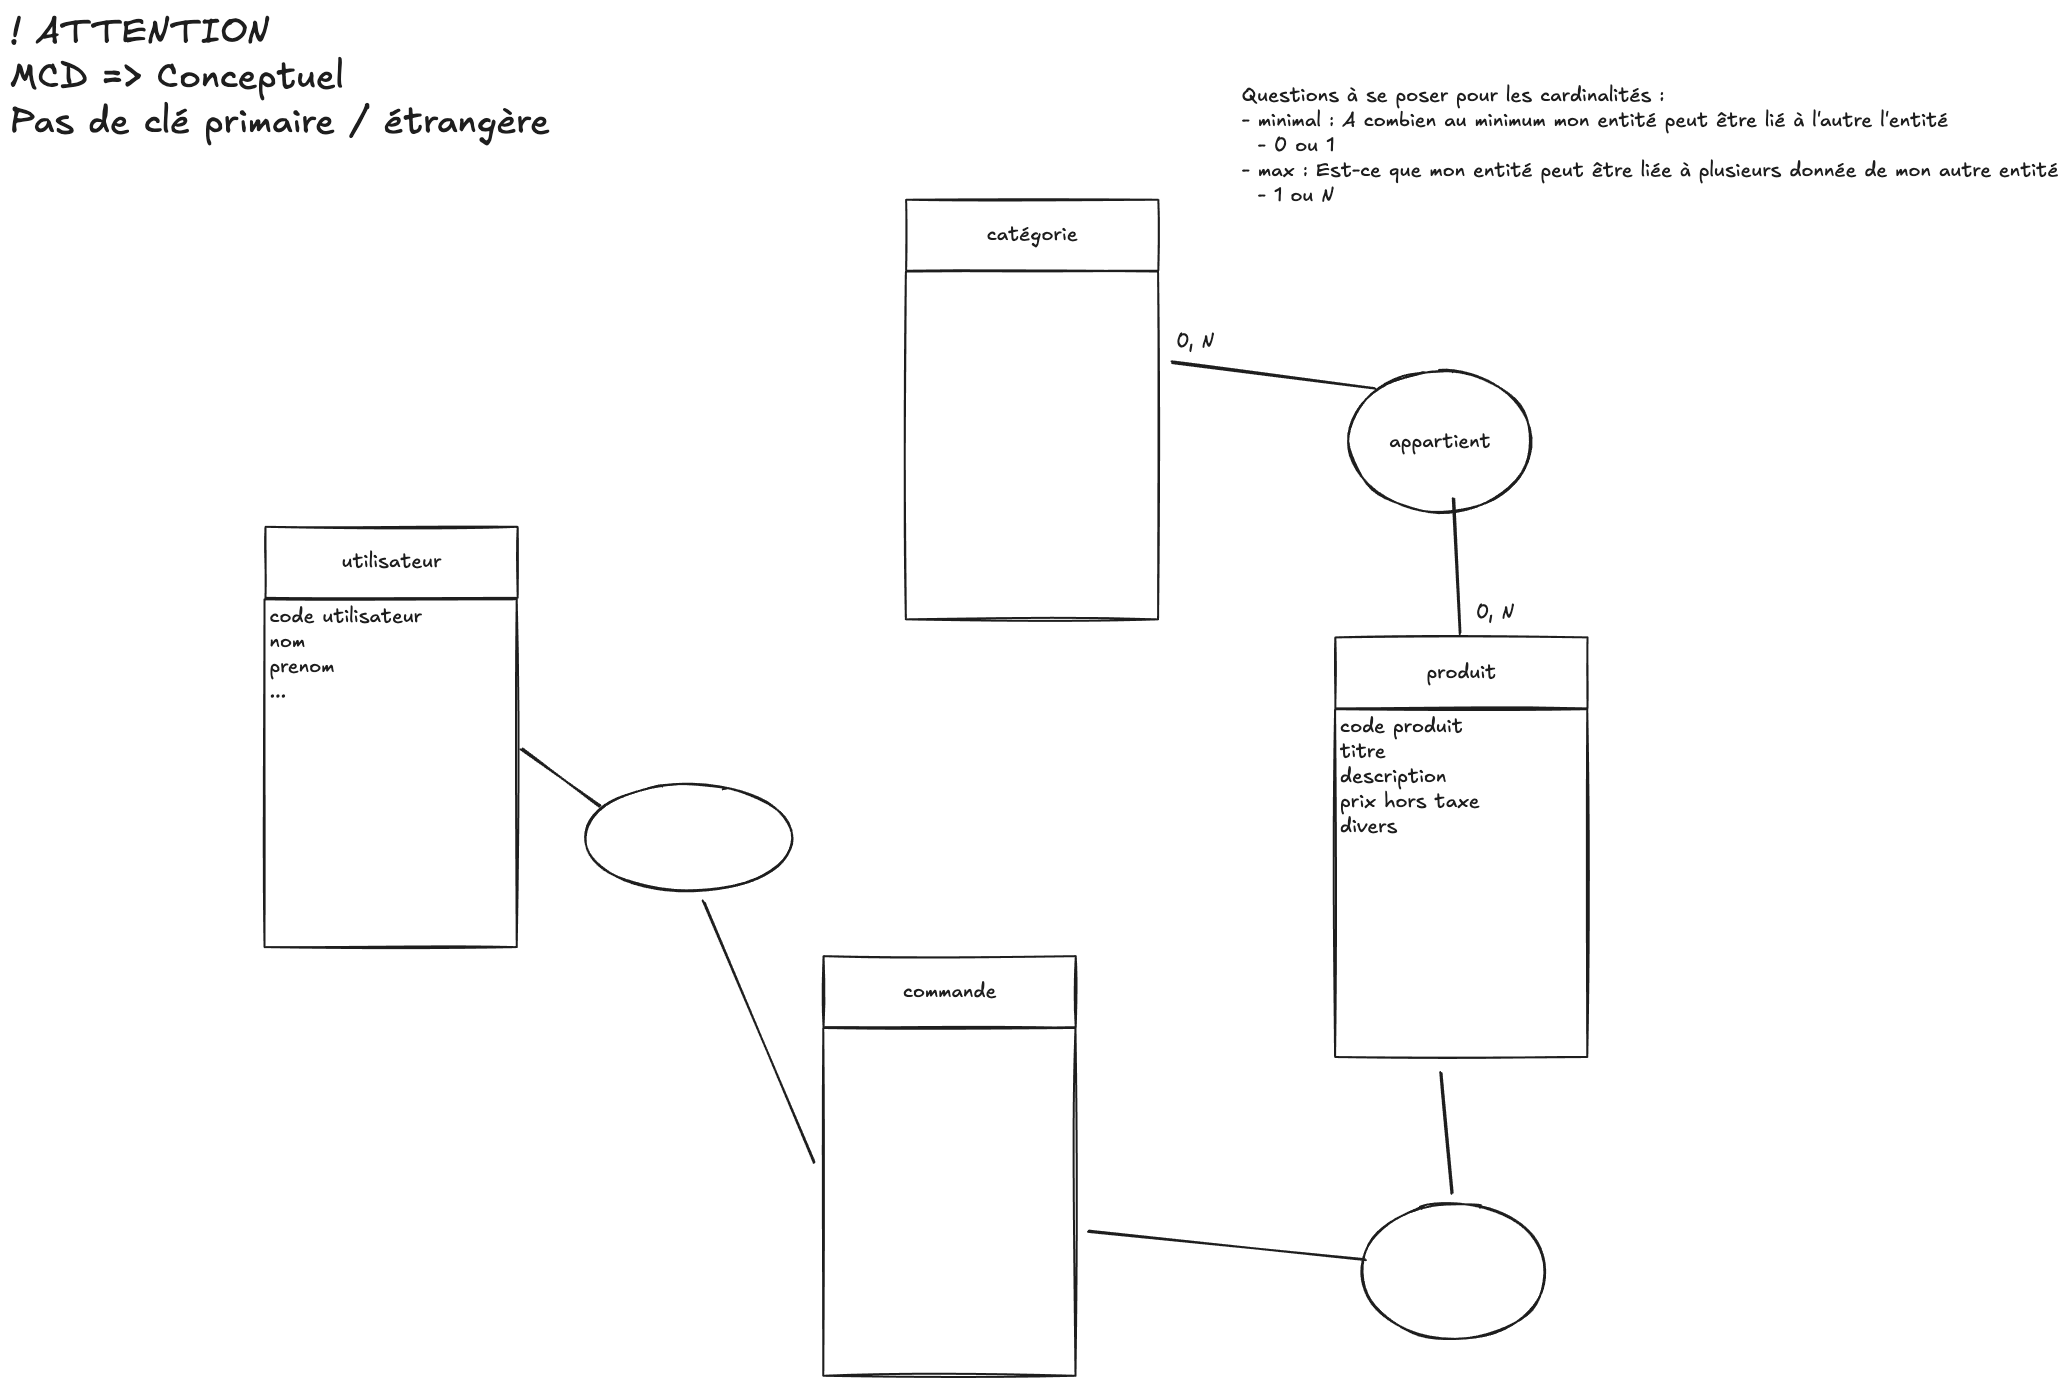 ! ATTENTION
MCD => Conceptuel
Pas de clé primaire / étrangère
Questions à se poser pour les cardinalités :
- minimal : A combien au minimum mon entité peut être lié à l'autre l'entité
- 0 ou 1
- max : Est-ce que mon entité peut être liée à plusieurs donnée de mon autre entité
- 1 ou N
catégorie
0, N
appartient
0, N
utilisateur
code utilisateur
nom
prenom
...
produit
code produit
titre
description
prix hors taxe
divers
commande